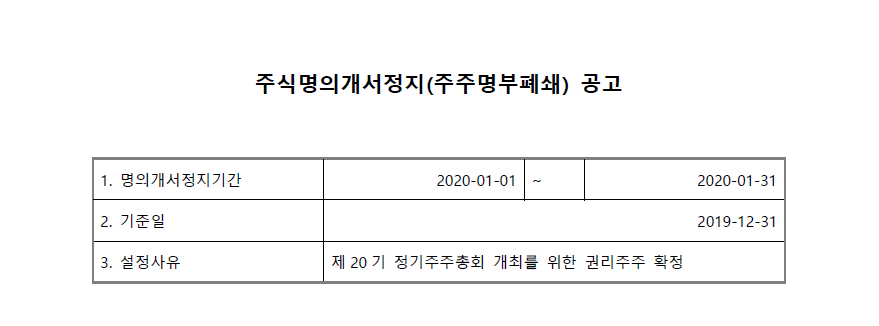 주식명의개서정지(주주명부폐쇄) 공고
1. 명의개서정지기간 2020-01-01 ~ 2020-01-31
2. 기준일 2019-12-31
3. 설정사유 제 20 기 정기주주총회 개최를 위한 권리주주 확정